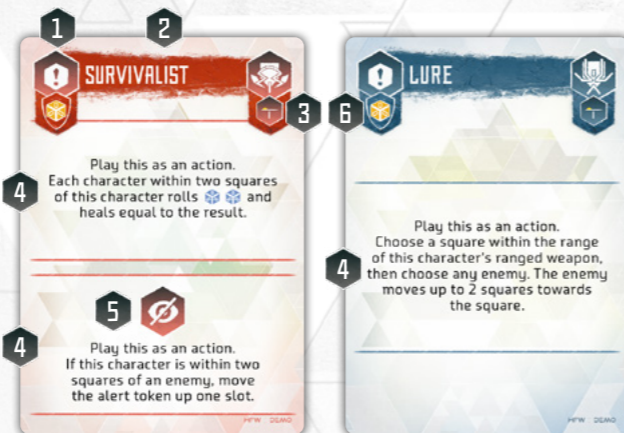 1
2
SURVIVALIST
3
4
Play this as an action.
Each character within two squares
of this character rolls and
heals equal to the result.
5
4
Play this as an action.
If this character is within two
squares of an enemy, move
the alert token up one slot.
HFW DEMO
LURE
6
4
Play this as an action.
Choose a square within the range
of this character's ranged weapon,
then choose any enemy. The enemy
moves up to 2 squares towards
the square.
HFW DEMO